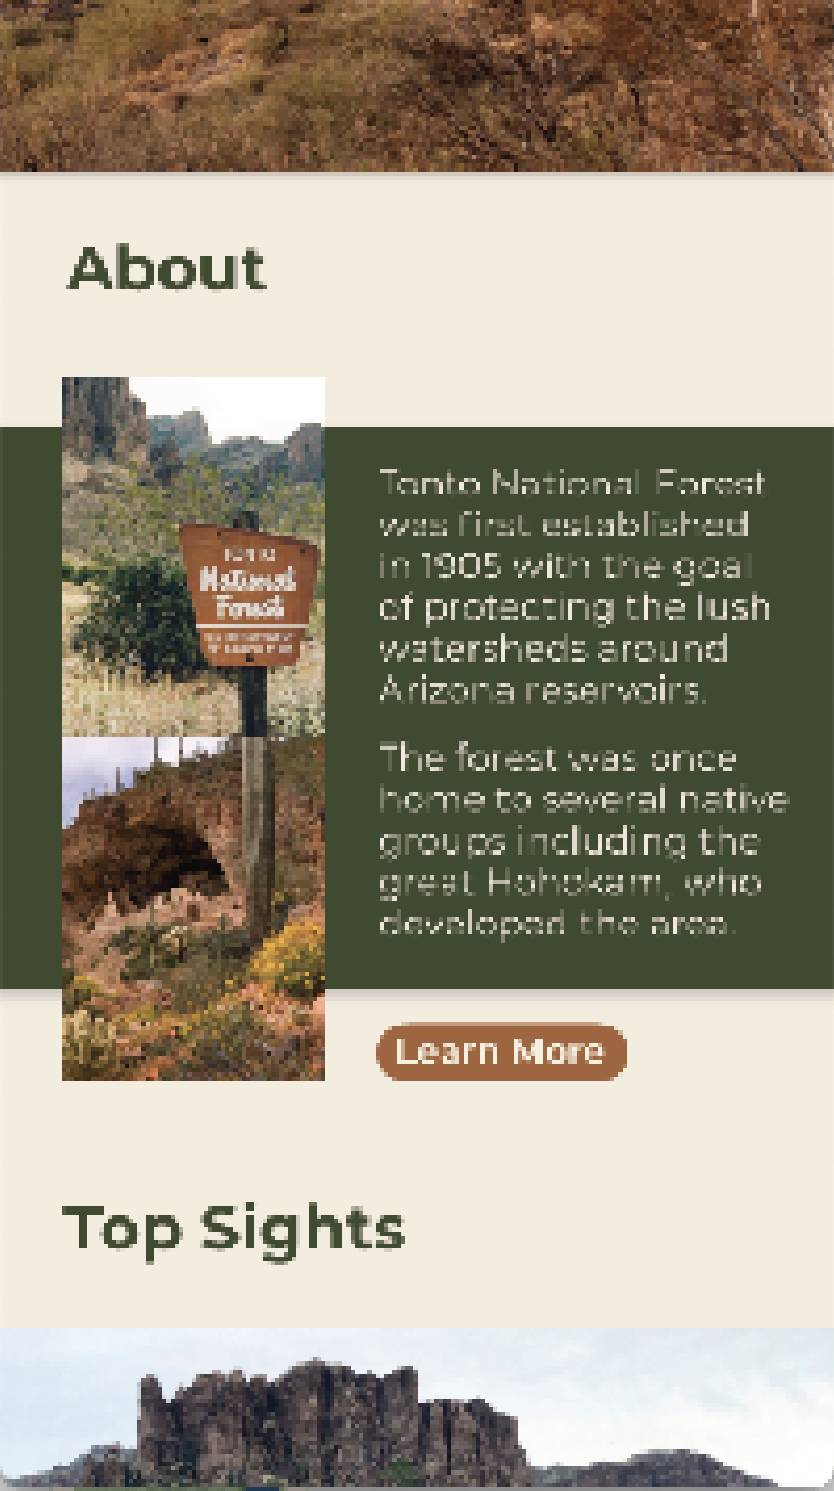 About
National
Forest
Tonto National Forest
was first established
in 1905 with the goal
of protecting the lush
watersheds around
Arizona reservoirs.
The forest was once
home to several native
groups including the
great Hohokam, who
developed the area.
Learn More
Top Sights